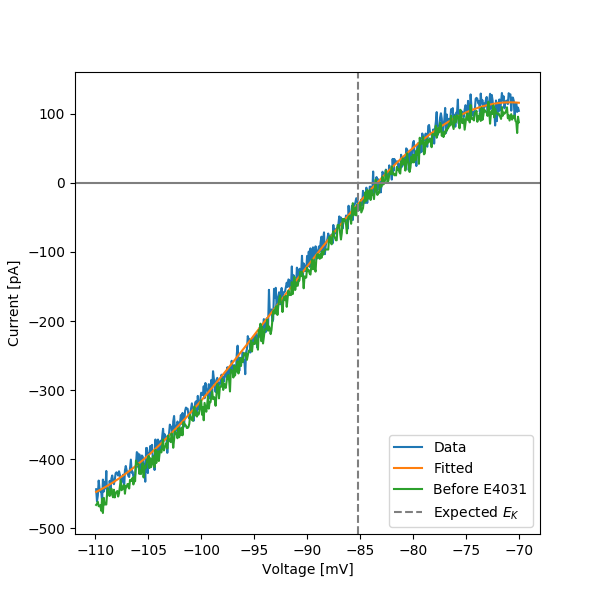 100
0
−100
−200
−300
−400
−500
Current [pA]
−110
−105
−100
−95
−90
−85
−80
−75
−70
Voltage [mV]
Data
Fitted
Before E4031
Expected E_K